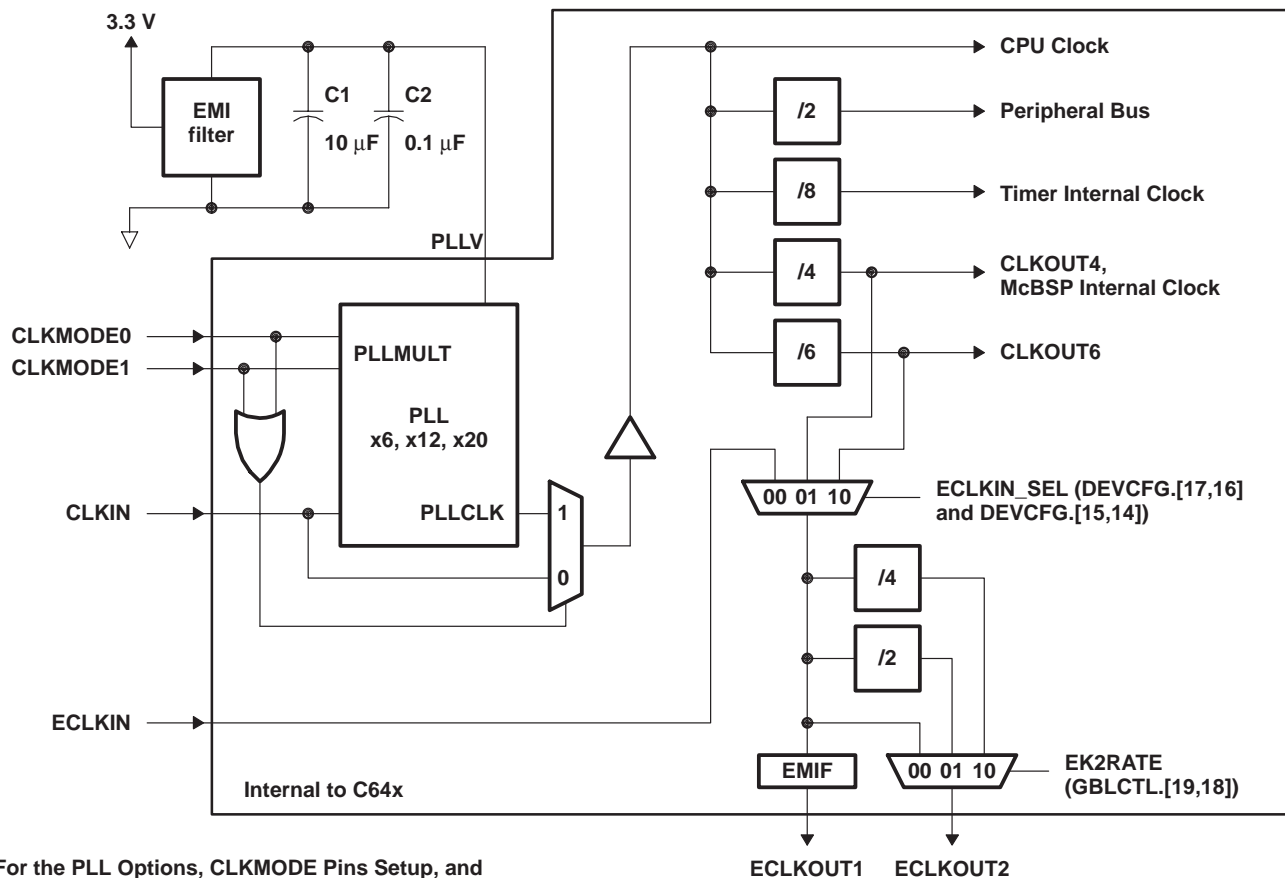 3.3 V
CPU Clock
EMI
filter
C1
C2
10 μF
0.1 μF
/2
Peripheral Bus
/8
Timer Internal Clock
PLLV
/4
CLKOUT4,
McBSP Internal Clock
CLKMODE0
CLKMODE1
PLLMULT
/6
CLKOUT6
PLL
x6, x12, x20
00 01 10
ECLKIN_SEL (DEVCFG.[17,16]
and DEVCFG.[15,14])
CLKIN
PLLCLK
1
0
/4
/2
ECLKIN
EMIF
00 01 10
EK2RATE
(GBLCTL.[19,18])
Internal to C64x
ECLKOUT1
ECLKOUT2
For the PLL Options, CLKMODE Pins Setup, and